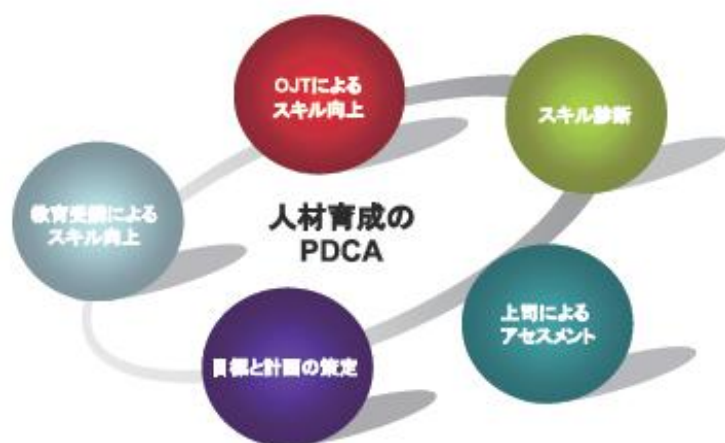 OJTによる
スキル向上
スキル診断
教育受講による
スキル向上
人材育成の
PDCA
上司による
アセスメント
目標と計画の策定